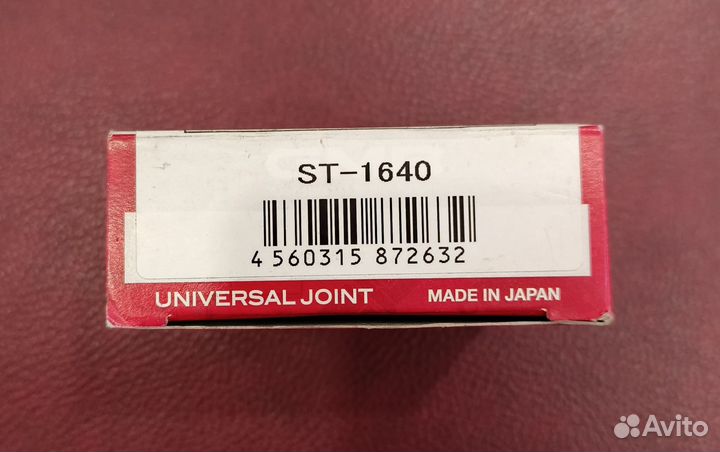 ST-1640
4 560315 872632
UNIVERSAL JOINT MADE IN JAPAN
Avito